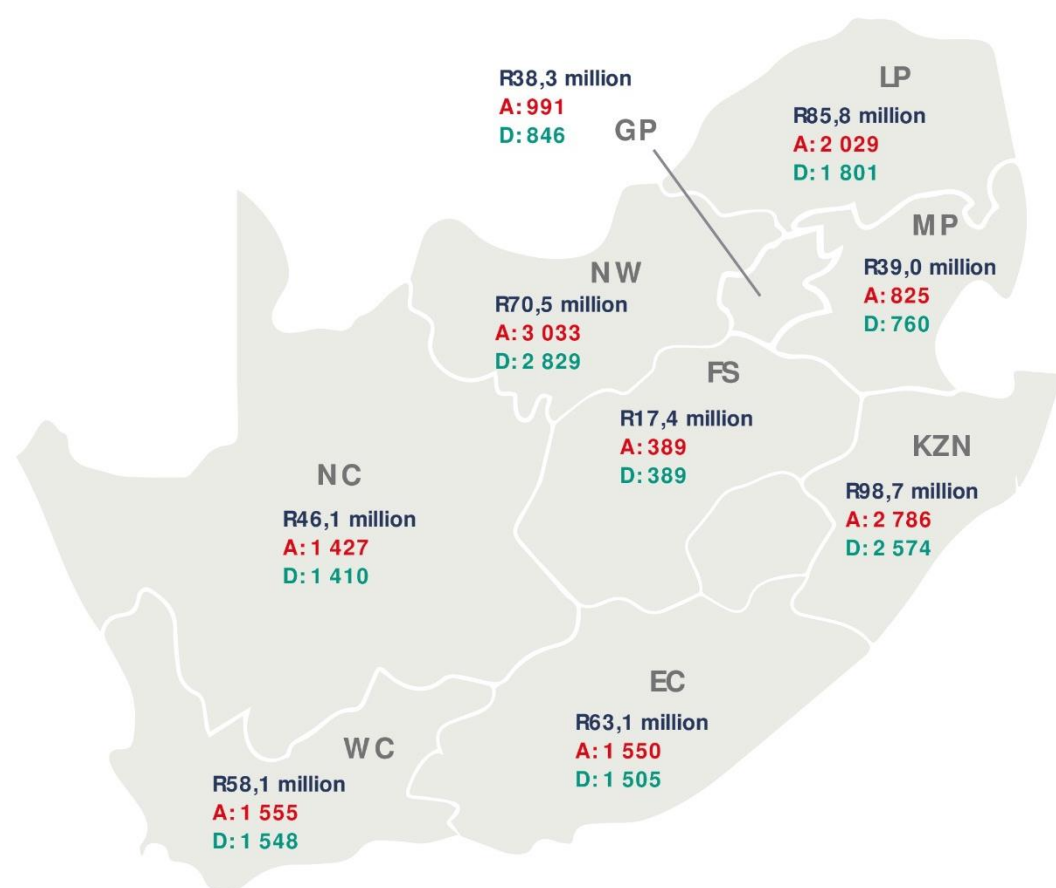 LP
R85,8 million
A: 2 029
D: 1 801
R38,3 million
A: 991
D: 846
GP
MP
R39,0 million
A: 825
D: 760
NW
R70,5 million
A: 3 033
D: 2 829
FS
R17,4 million
A: 389
D: 389
KZN
R98,7 million
A: 2 786
D: 2 574
NC
R46,1 million
A: 1 427
D: 1 410
EC
R63,1 million
A: 1 550
D: 1 505
WC
R58,1 million
A: 1 555
D: 1 548